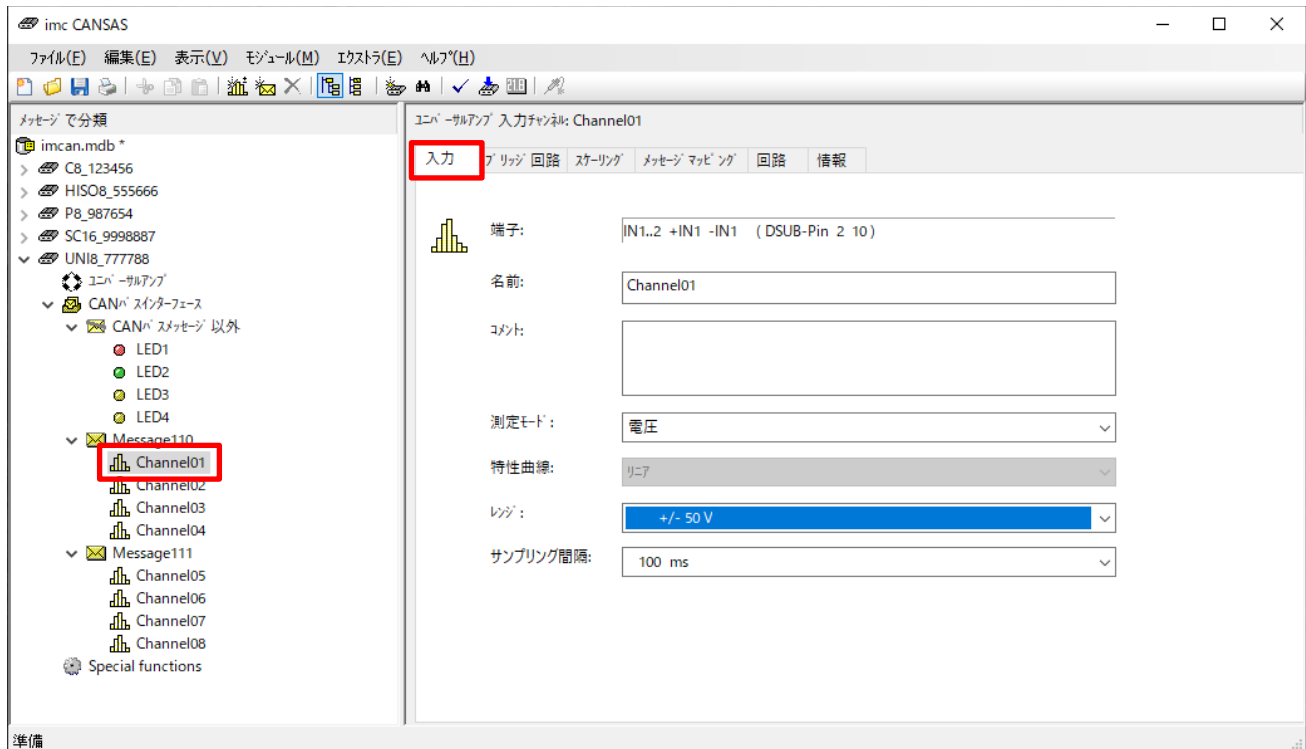 imc CANSAS
ファイル(F) 編集(E) 表示(V) モジュール(M) エクストラ(E) ヘルプ(H)
メッセージで分類
imcan.mdb *
C8_123456
HISO8_555666
P8_987654
SC16_9998887
UNI8_777788
ユニバーサルアンプ
CANバスインターフェース
CANバスメッセージ以外
LED1
LED2
LED3
LED4
Message110
Channel01
Channel02
Channel03
Channel04
Message111
Channel05
Channel06
Channel07
Channel08
Special functions
ユニバーサルアンプ 入力チャンネル: Channel01
入力 ブリッジ回路 スケーリング メッセージマッピング 回路 情報
端子: IN1..2 +IN1 -IN1 ( DSUB-Pin 2 10 )
名前: Channel01
コメント:
測定モード: 電圧
特性曲線: リニア
レンジ: +/- 50 V
サンプリング間隔: 100 ms
準備